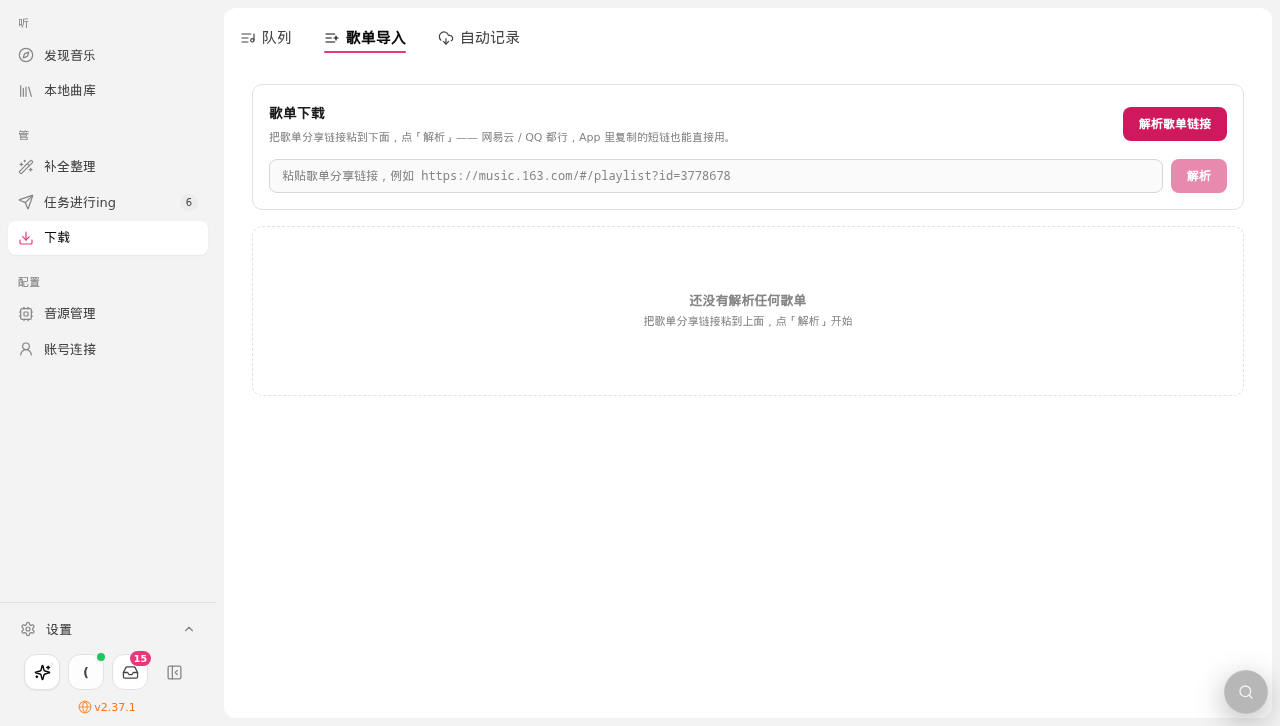 听
发现音乐
本地曲库
管
补全整理
任务进行ing 6
下载
配置
音源管理
账号连接
设置
(
15
v2.37.1
队列 歌单导入 自动记录
歌单下载
把歌单分享链接粘到下面，点「解析」—— 网易云 / QQ 都行，App 里复制的短链也能直接用。
解析歌单链接
粘贴歌单分享链接，例如 https://music.163.com/#/playlist?id=3778678
解析
还没有解析任何歌单
把歌单分享链接粘到上面，点「解析」开始